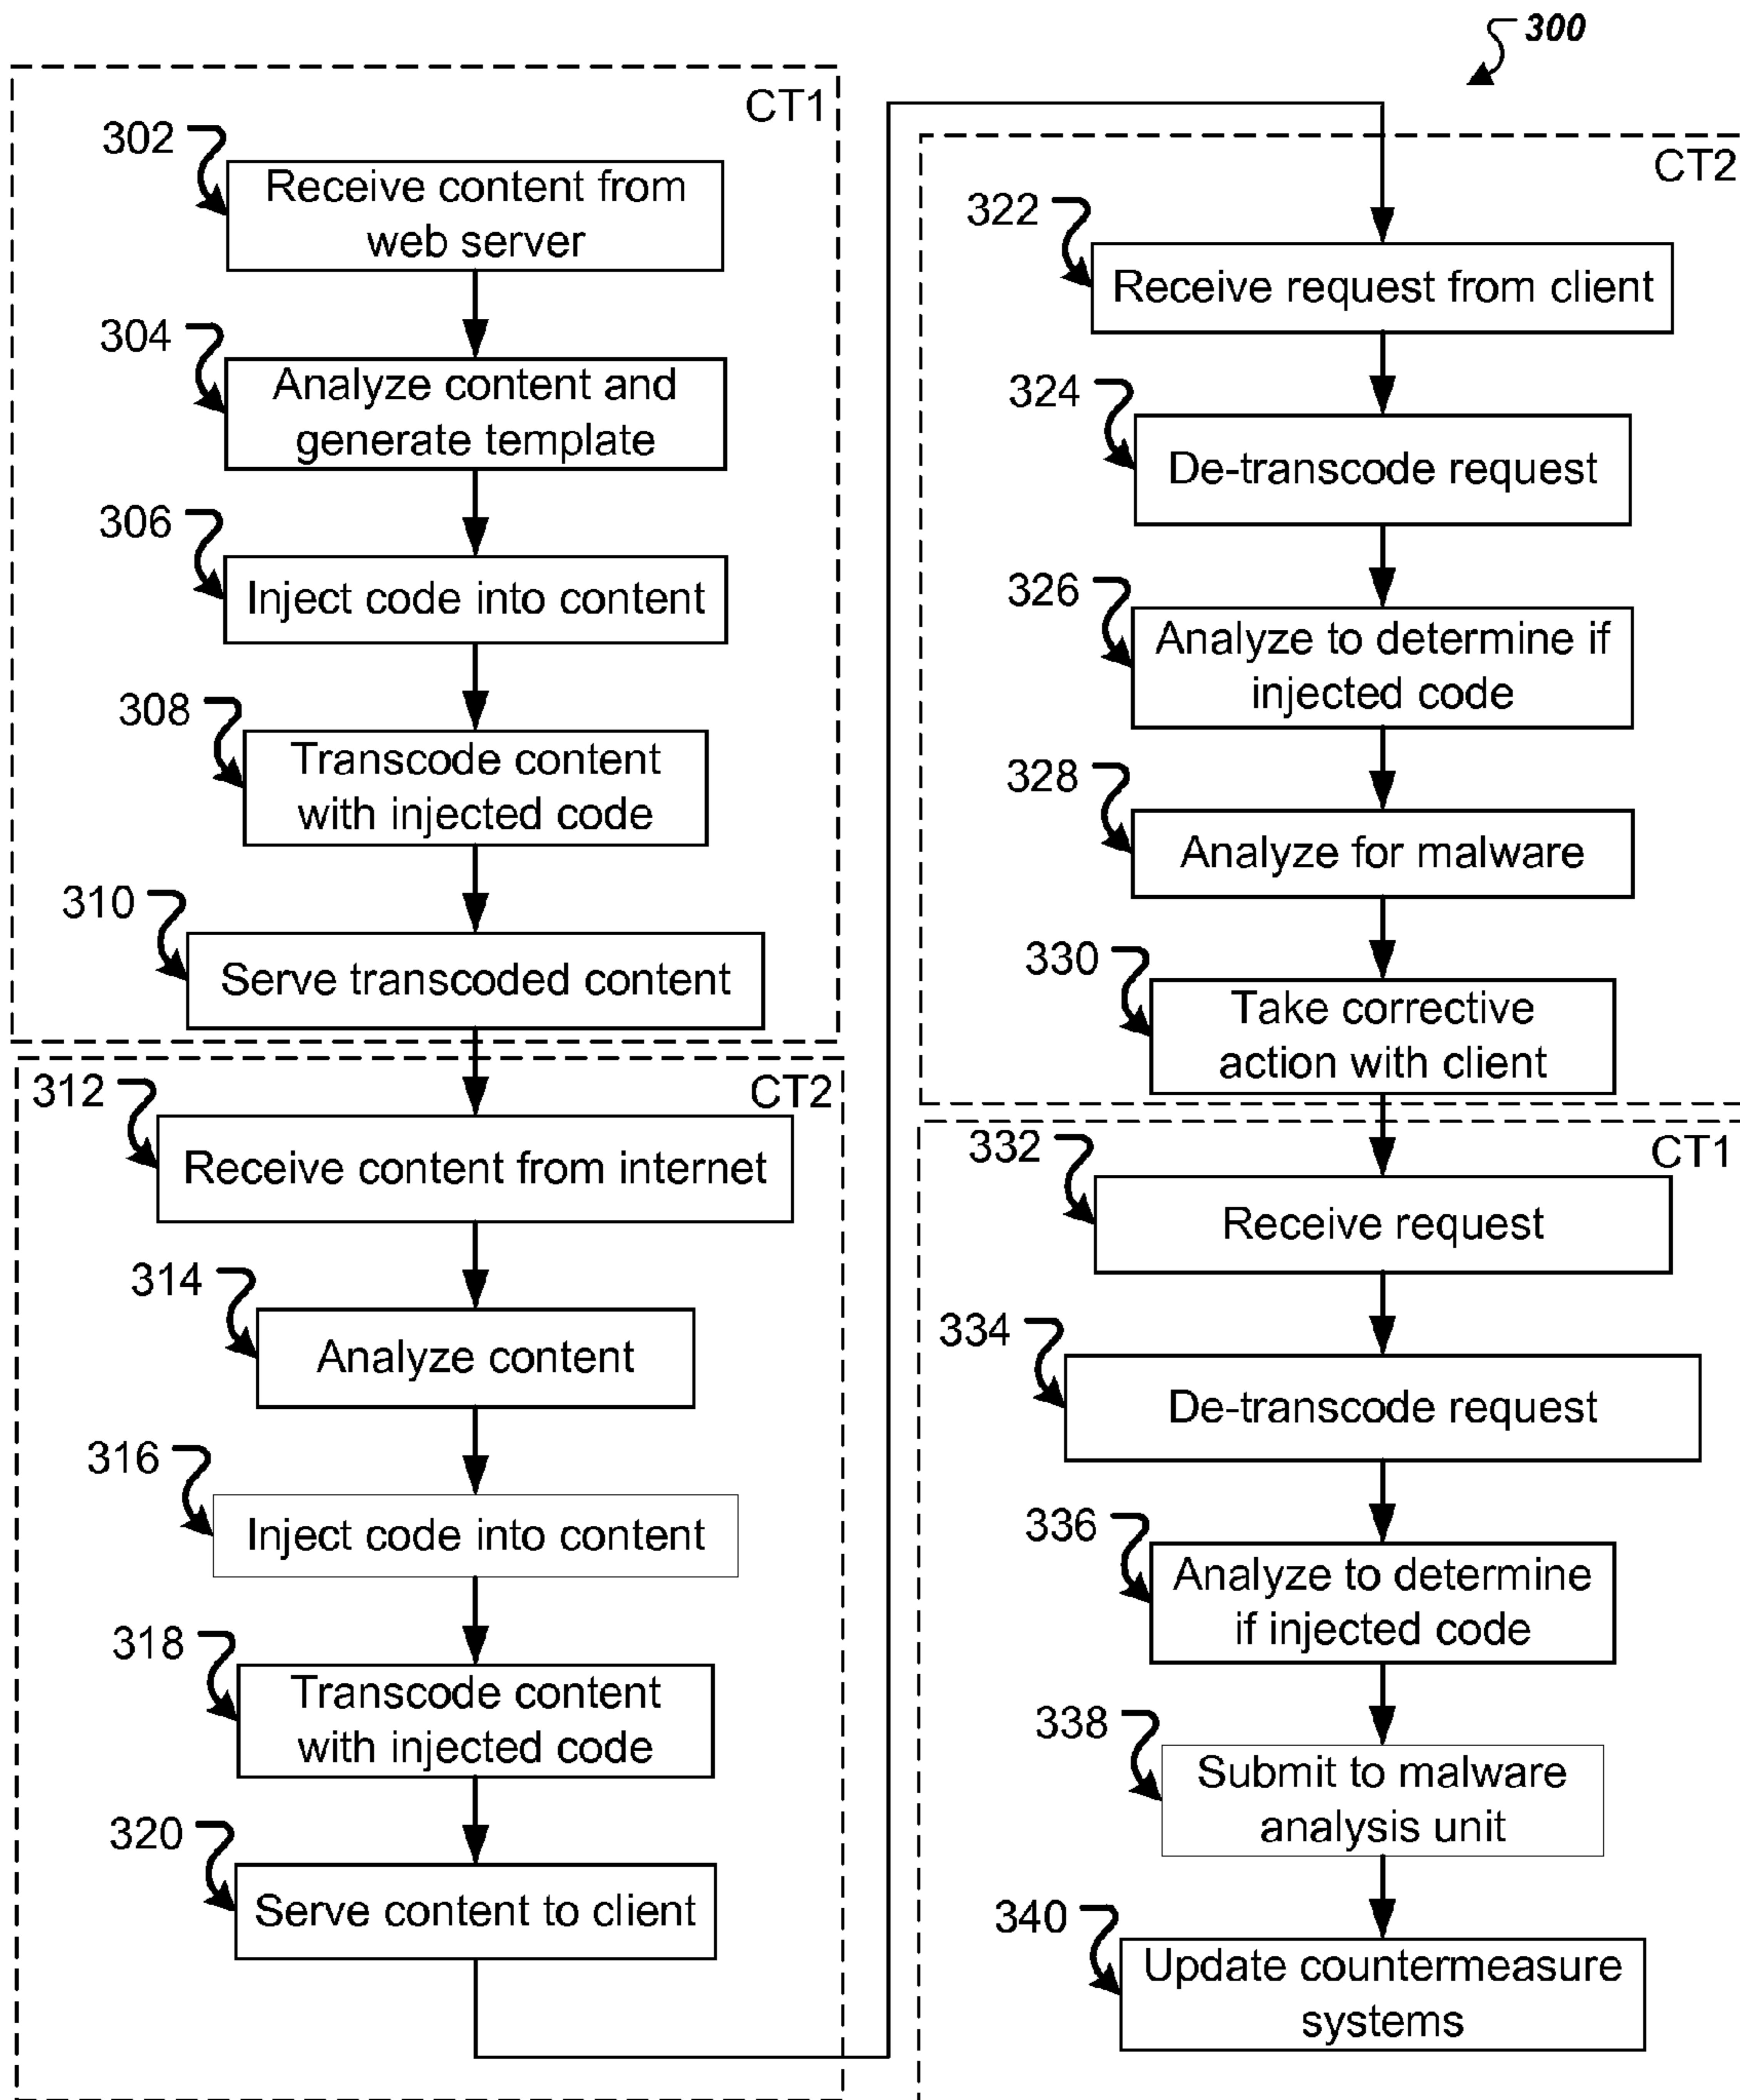 300
CT1
302
Receive content from
web server
304
Analyze content and
generate template
306
Inject code into content
308
Transcode content
with injected code
310
Serve transcoded content
CT2
312
Receive content from internet
314
Analyze content
316
Inject code into content
318
Transcode content
with injected code
320
Serve content to client
CT2
322
Receive request from client
324
De-transcode request
326
Analyze to determine if
injected code
328
Analyze for malware
330
Take corrective
action with client
CT1
332
Receive request
334
De-transcode request
336
Analyze to determine
if injected code
338
Submit to malware
analysis unit
340
Update countermeasure
systems